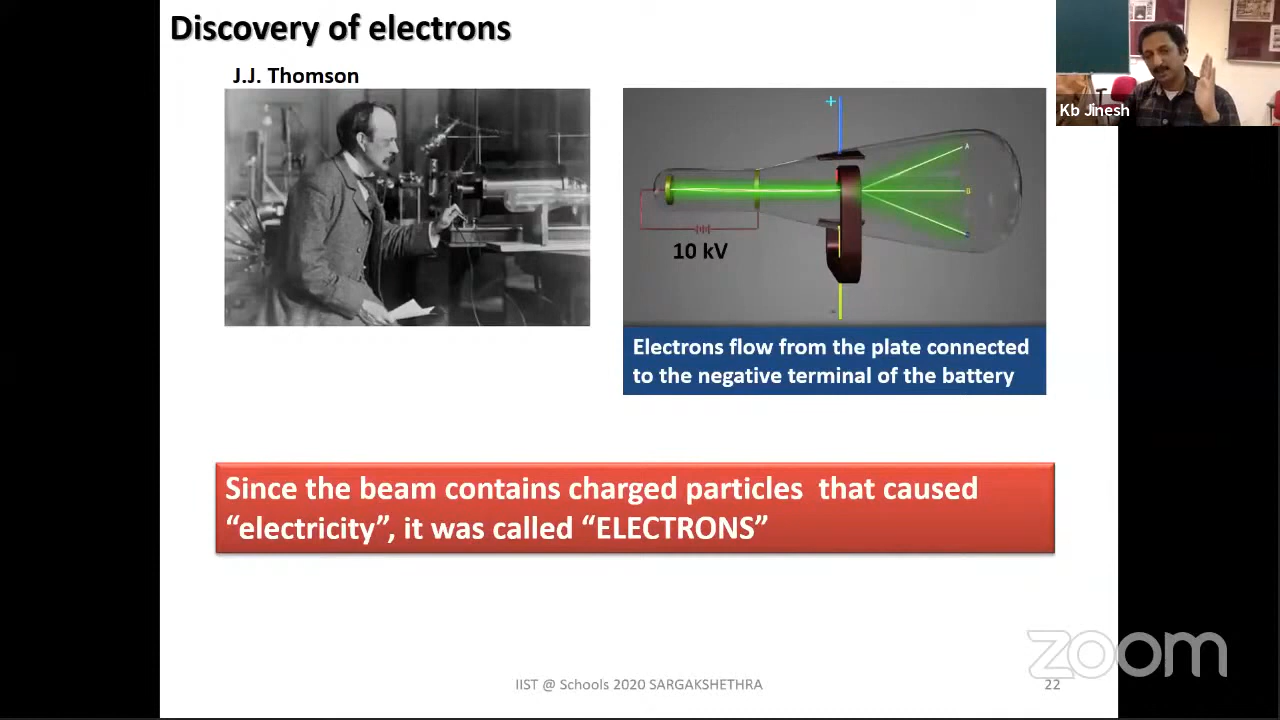 Discovery of electrons
J.J. Thomson
Kb Jinesh
+
A
B
10 kV
-
Electrons flow from the plate connected
to the negative terminal of the battery
Since the beam contains charged particles that caused
“electricity”, it was called “ELECTRONS”
zoom
IIST @ Schools 2020 SARGAKSHETHRA
22